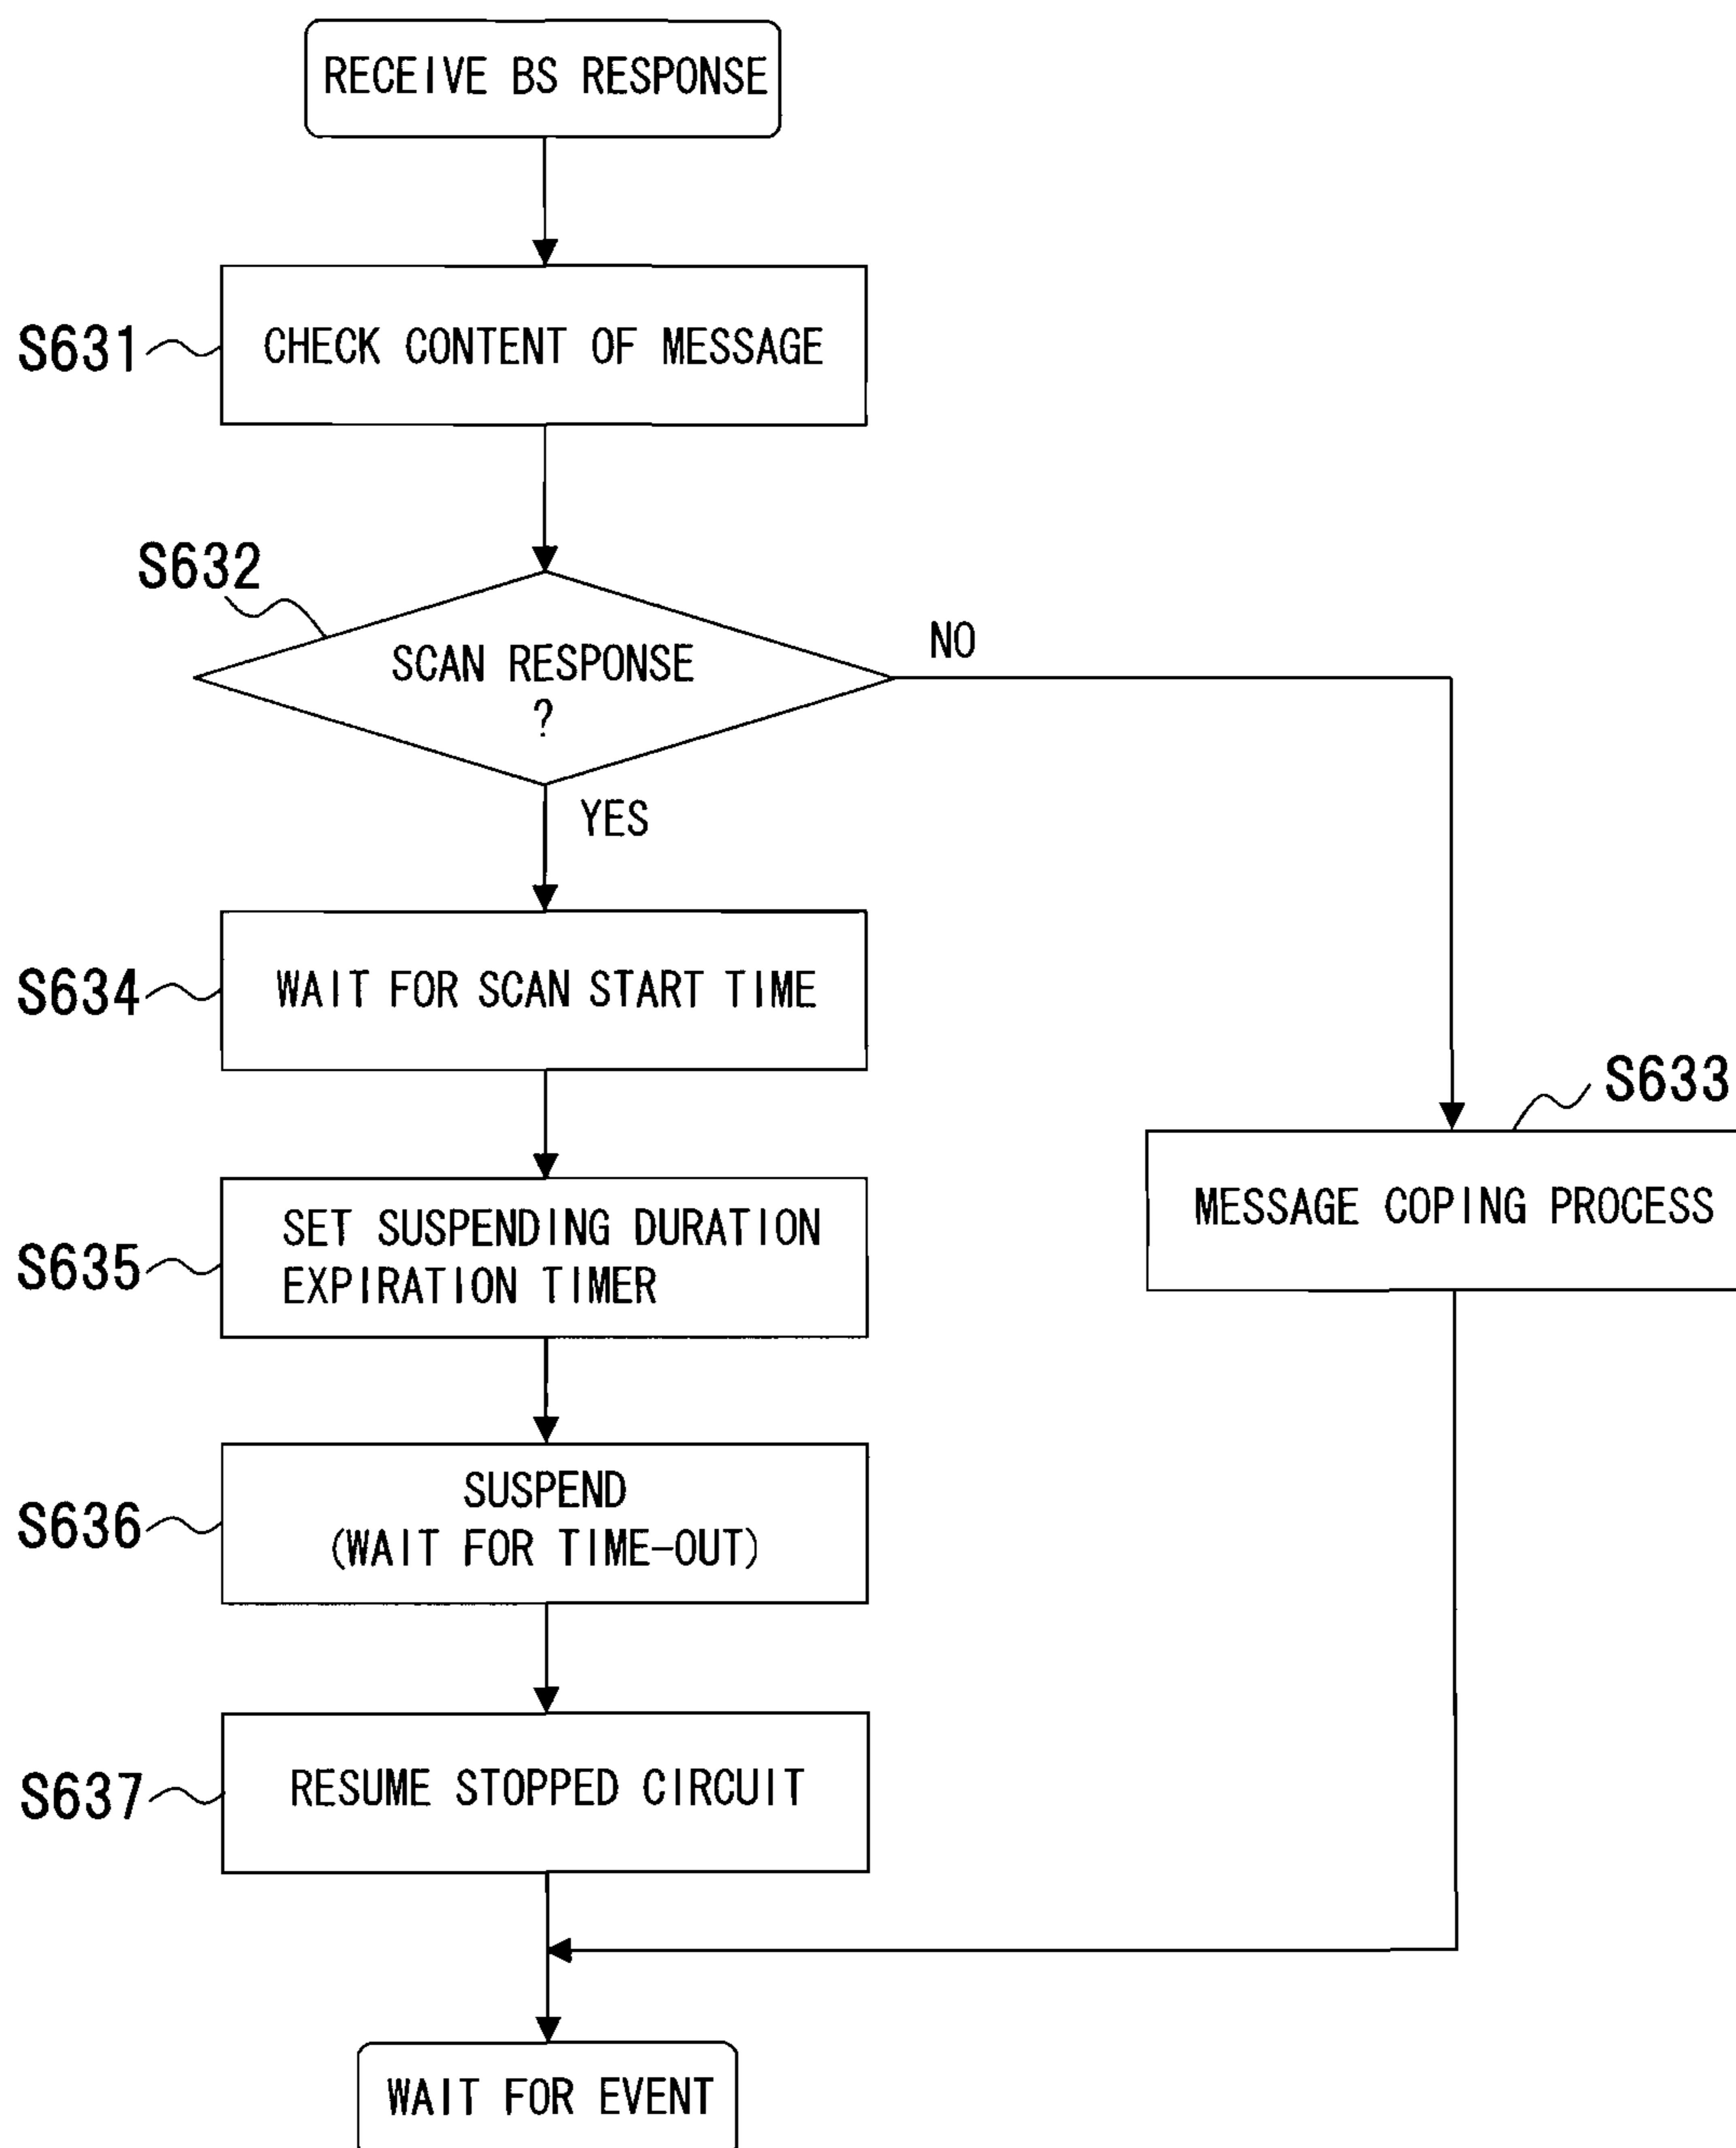 RECEIVE BS RESPONSE
S631
CHECK CONTENT OF MESSAGE
S632
SCAN RESPONSE
?
NO
YES
S634
WAIT FOR SCAN START TIME
S633
MESSAGE COPING PROCESS
S635
SET SUSPENDING DURATION
EXPIRATION TIMER
S636
SUSPEND
(WAIT FOR TIME-OUT)
S637
RESUME STOPPED CIRCUIT
WAIT FOR EVENT